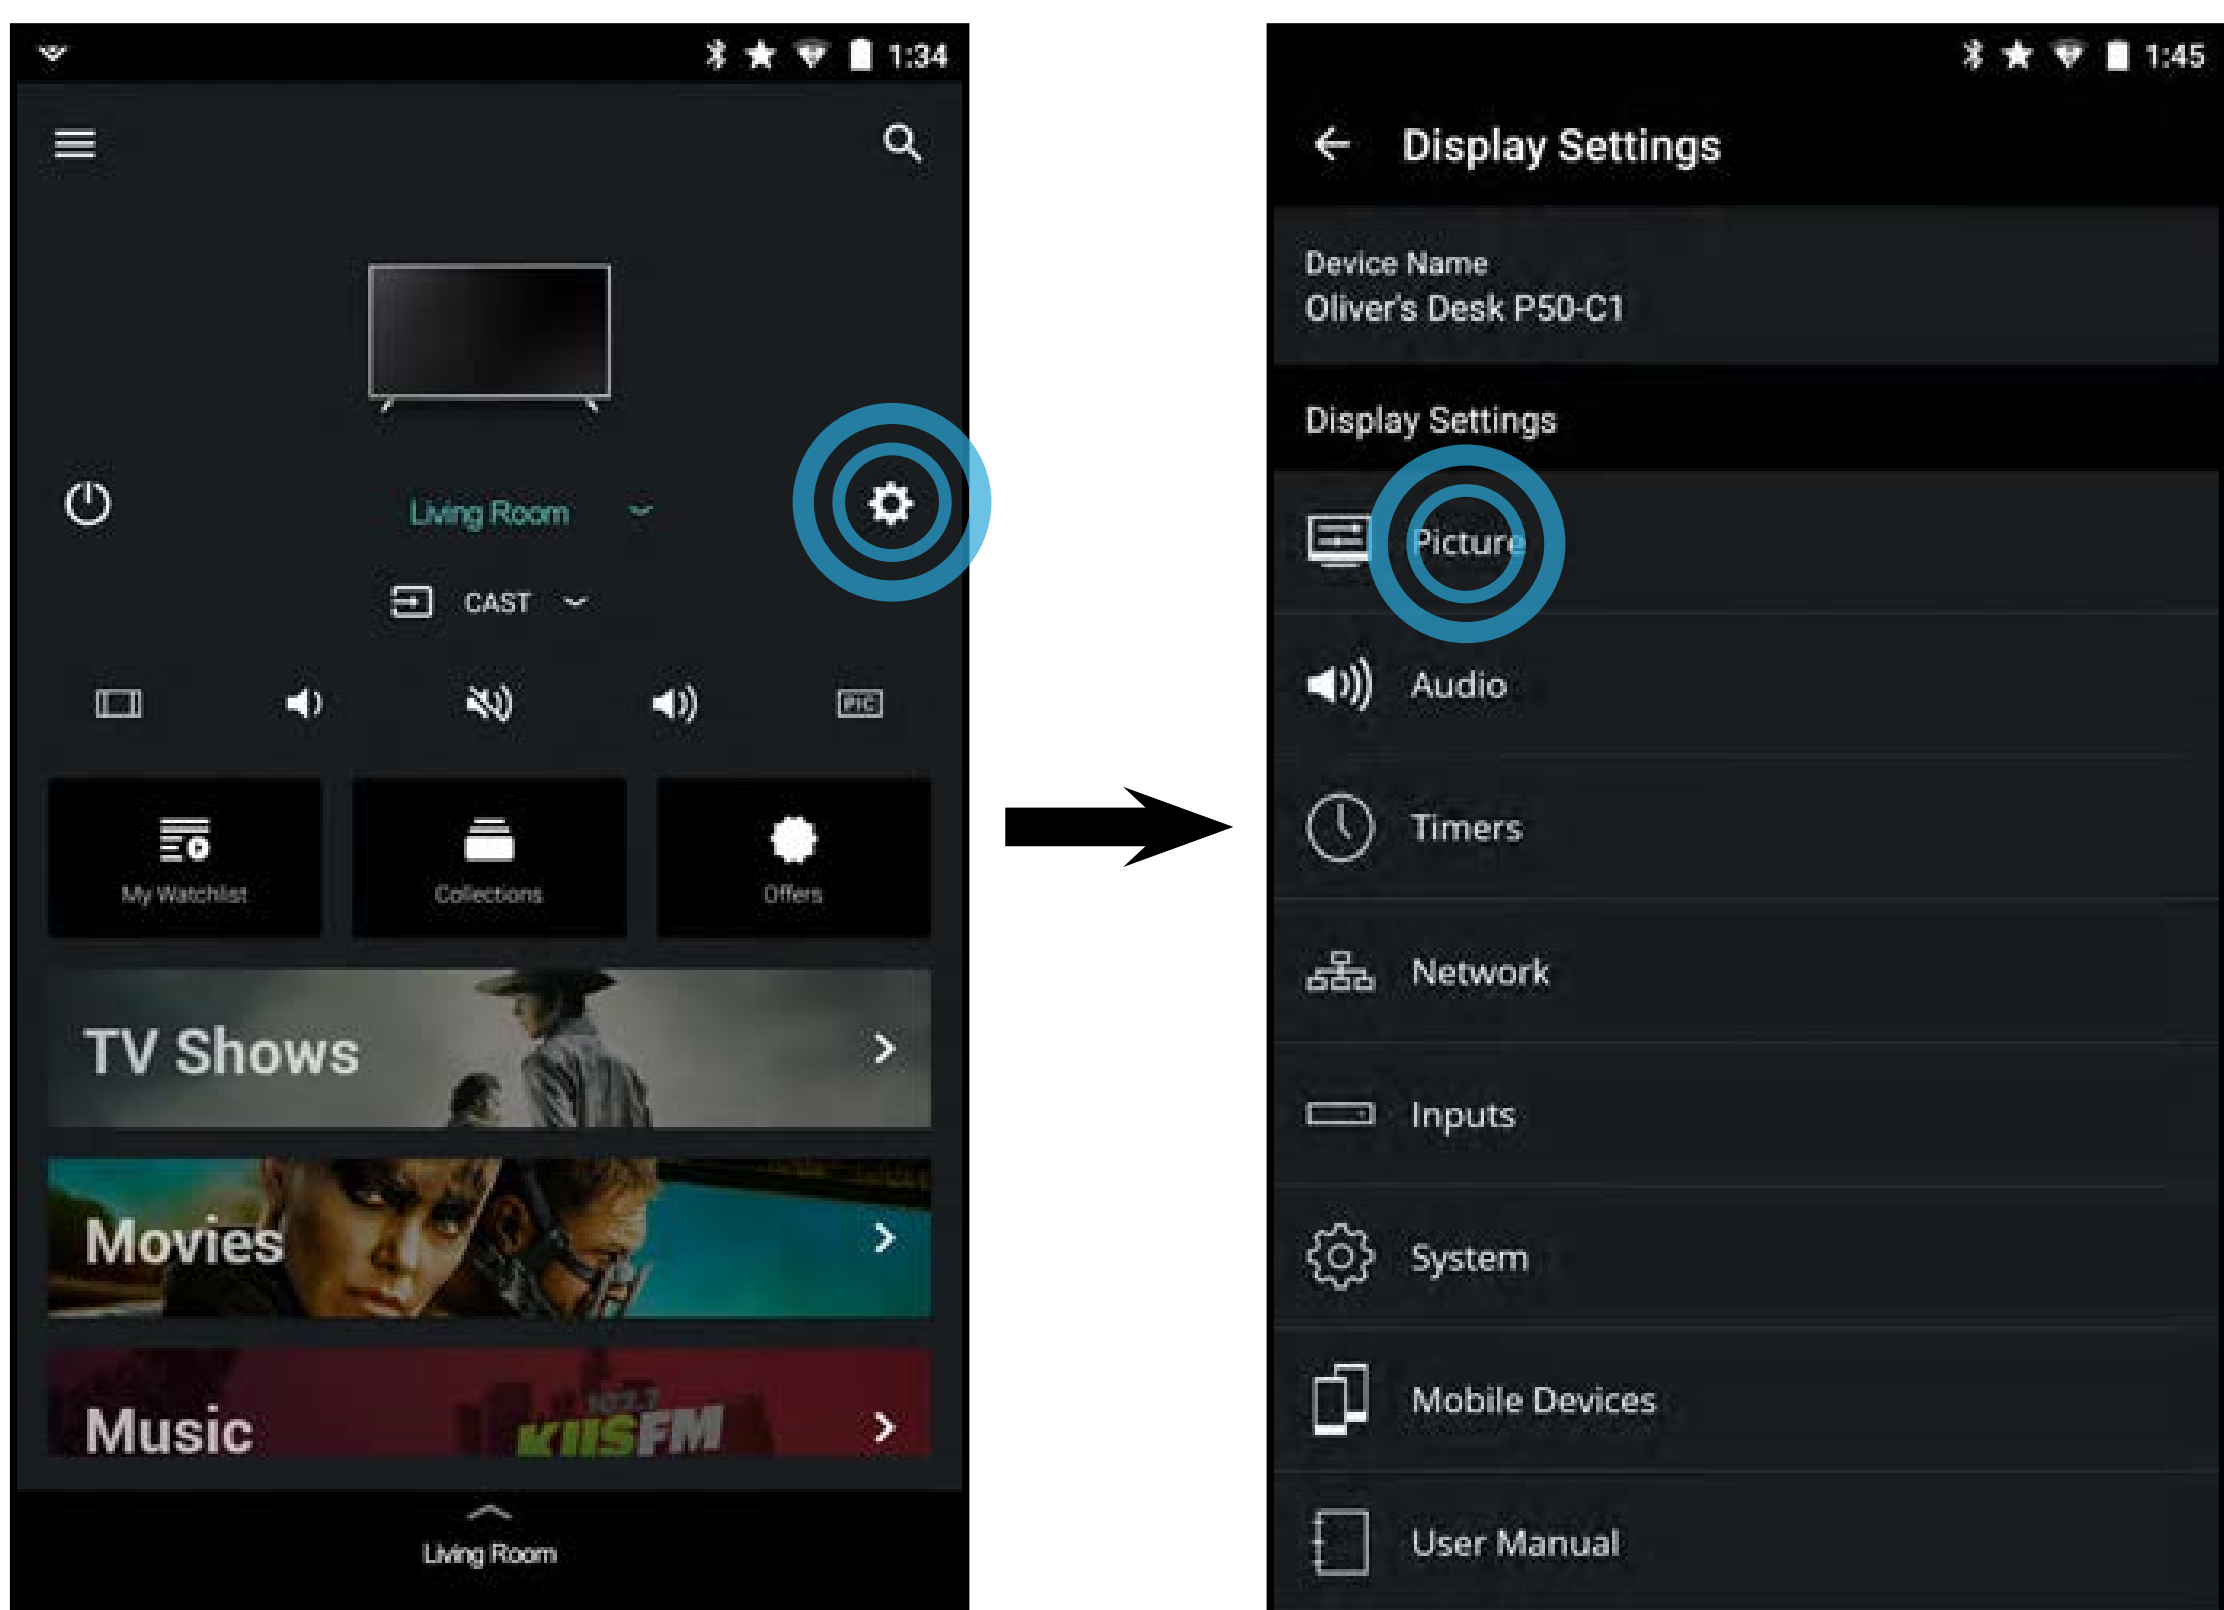 1:34
Living Room
CAST
PIC
My Watchlist
Collections
Offers
TV Shows
Movies
102.7
KIISFM
Music
Living Room
1:45
Display Settings
Device Name
Oliver's Desk P50-C1
Display Settings
Picture
Audio
Timers
Network
Inputs
System
Mobile Devices
User Manual